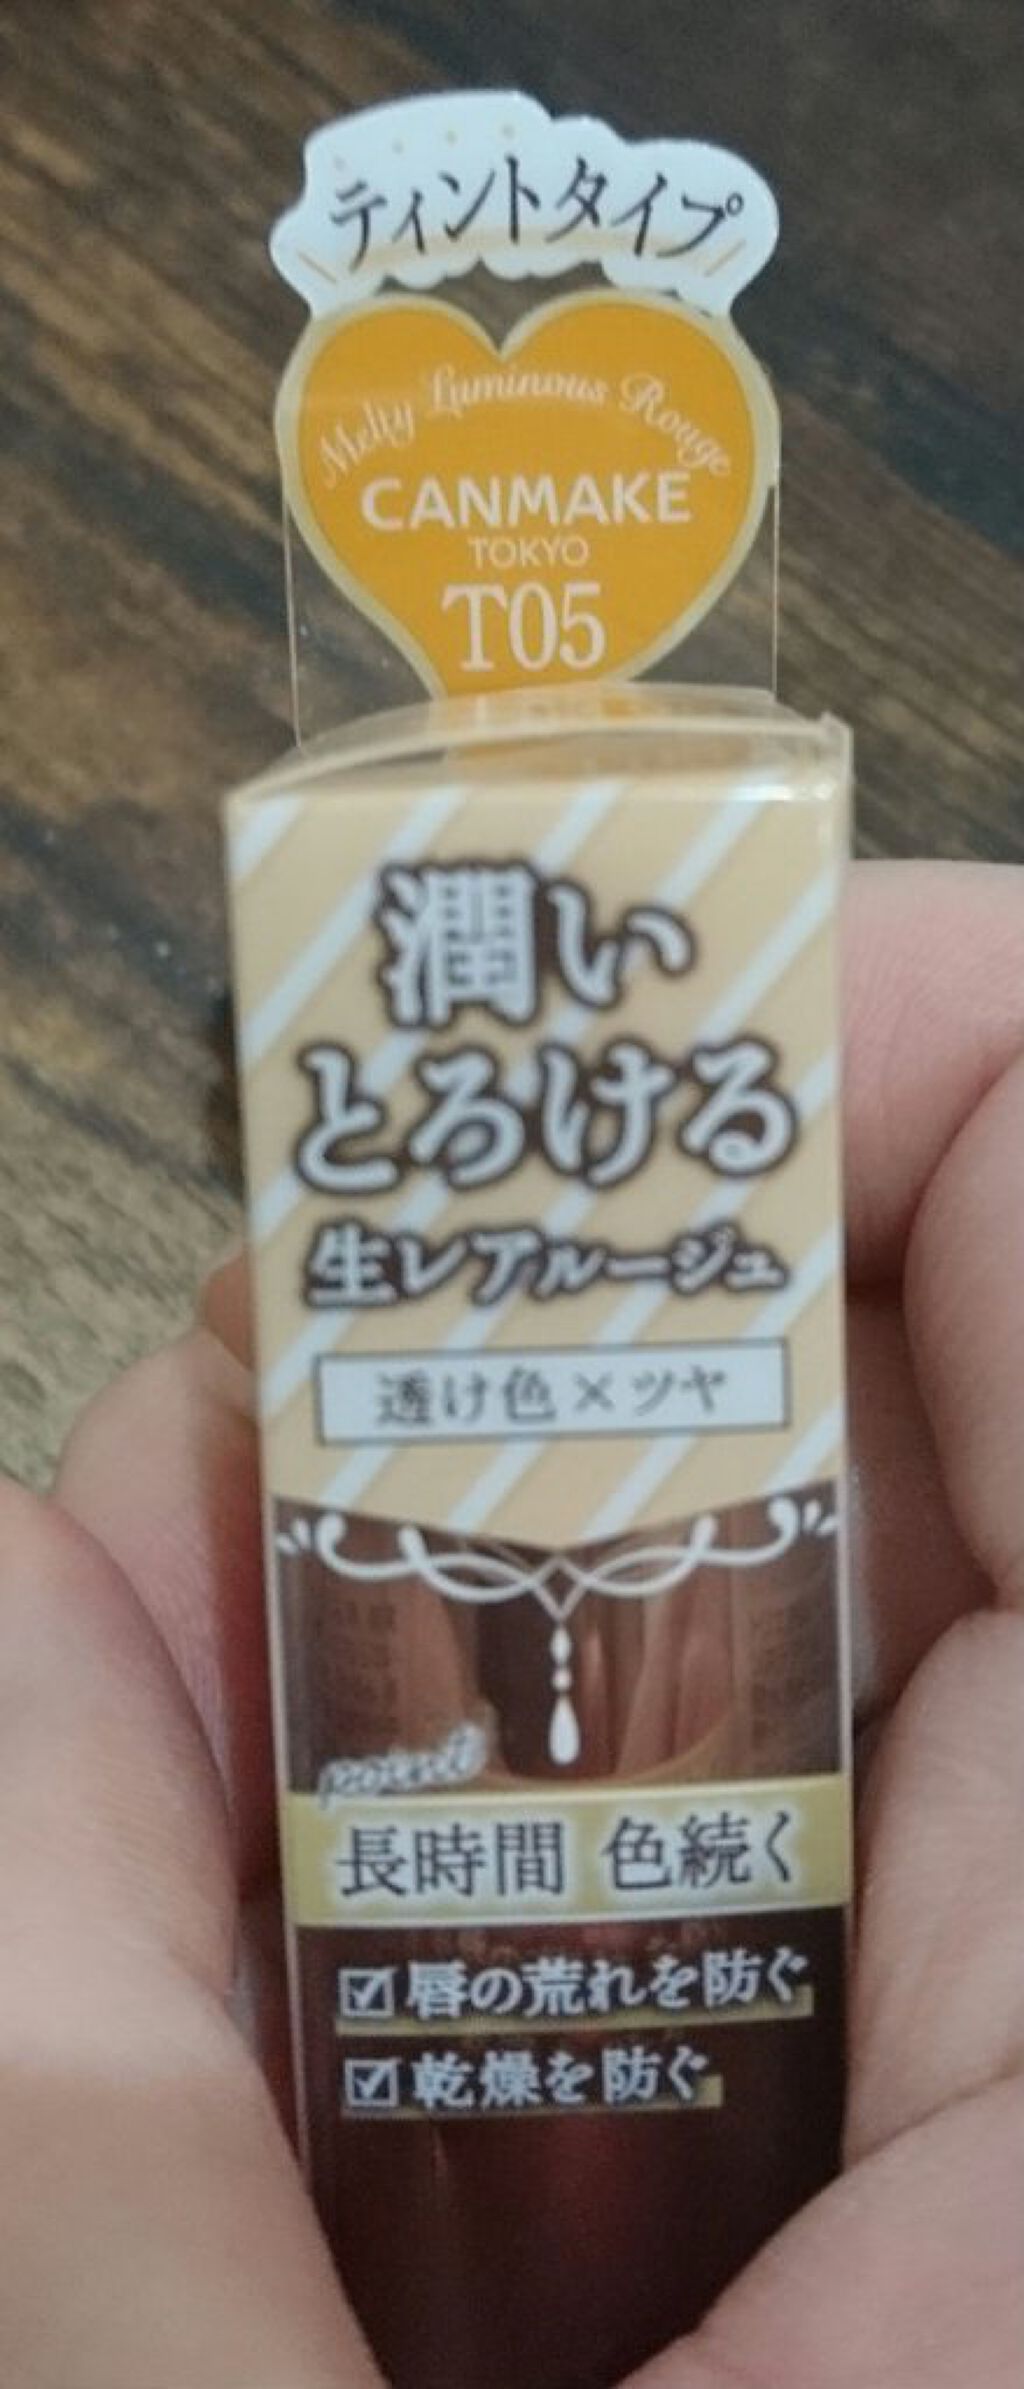 ティントタイプ
Melty Luminous Rouge
CANMAKE
TOKYO
T05
潤い
とろける
生レアルージュ
透け色×ツヤ
point
長時間 色続く
☑唇の荒れを防ぐ
☑乾燥を防ぐ